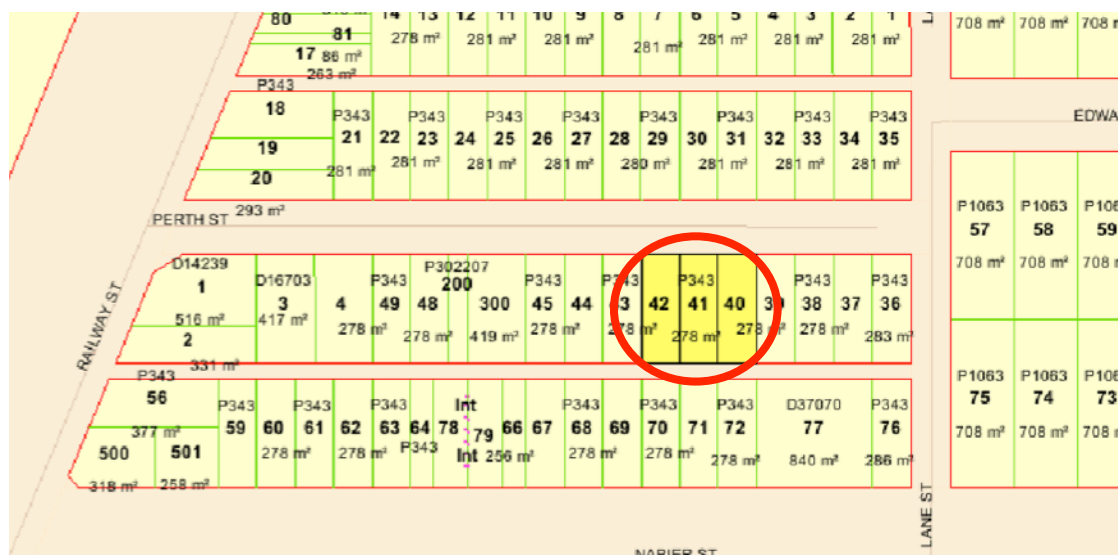 80 14 13 12 11 10 9 8 7 6 5 4 3 2 1
708 m² 708 m²
81 278 m² 281 m² 281 m² 281 m² 281 m² 281 m² 281 m²
17 86 m²
263 m²
P343
18 P343 P343 P343 P343 P343 P343 P343 P343 EDWA
19 21 22 23 24 25 26 27 28 29 30 31 32 33 34 35
281 m² 281 m² 281 m² 281 m² 280 m² 281 m² 281 m² 281 m²
20
293 m²
PERTH ST
P1063 P1063
57 58 59
708 m² 708 m²
D14239 D16703 P343 P302207 P343 P343 P343 P343 P343
1 3 4 49 48 200 300 45 44 43 42 41 40 39 38 37 36
516 m² 417 m² 278 m² 278 m² 419 m² 278 m² 278 m² 278 m² 278 m² 278 m² 283 m²
2
331 m²
RAILWAY ST
P343 P1063 P1063
56 75 74 73
377 m² 708 m² 708 m²
P343 P343 P343 Int P343 P343 P343 D37070 P343
59 60 61 62 63 64 78 79 66 67 68 69 70 71 72 77 76
P343
500 501 278 m² 278 m² Int 256 m² 278 m² 278 m² 278 m² 840 m² 286 m²
318 m² 258 m²
LANE ST
NAPIER ST